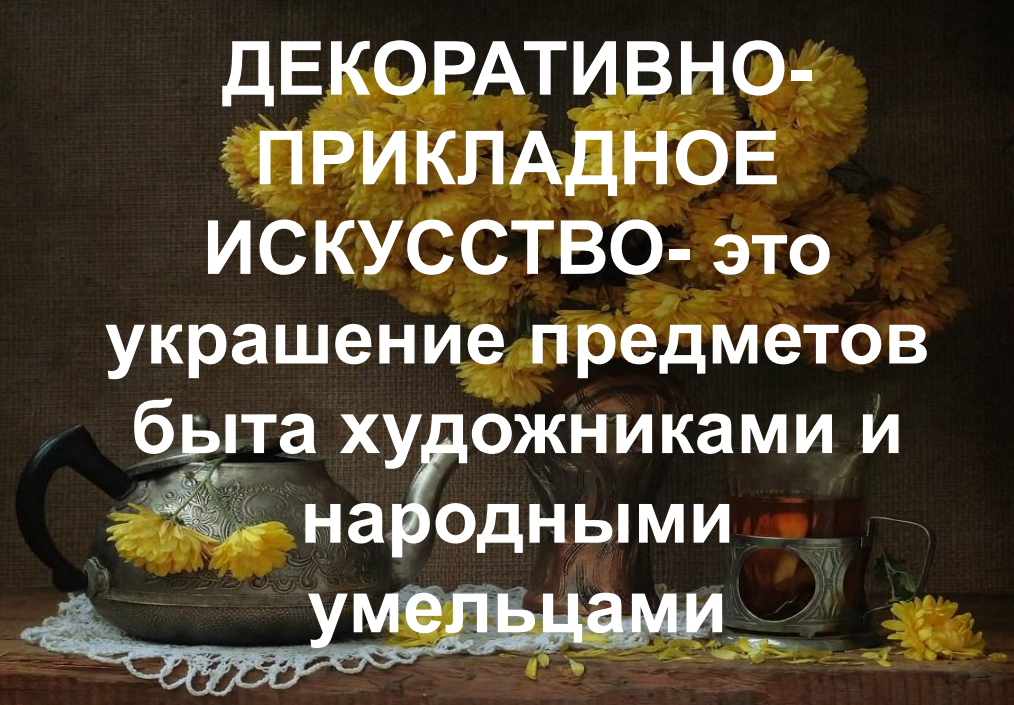 ДЕКОРАТИВНО-
ПРИКЛАДНОЕ
ИСКУССТВО- это
украшение предметов
быта художниками и
народными
умельцами